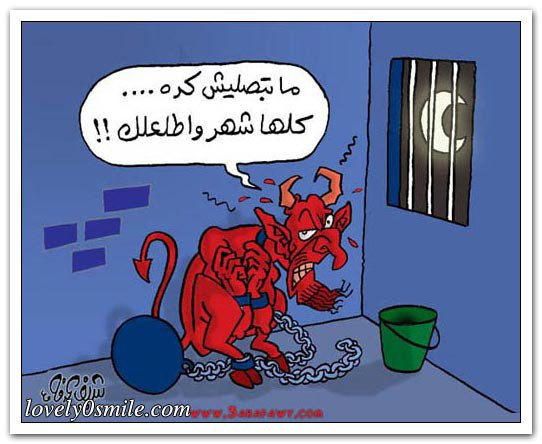 ما تبصليش كده ....
كلها شهر واطلعلك !!
lovely0smile.com
www.3arafawy.com